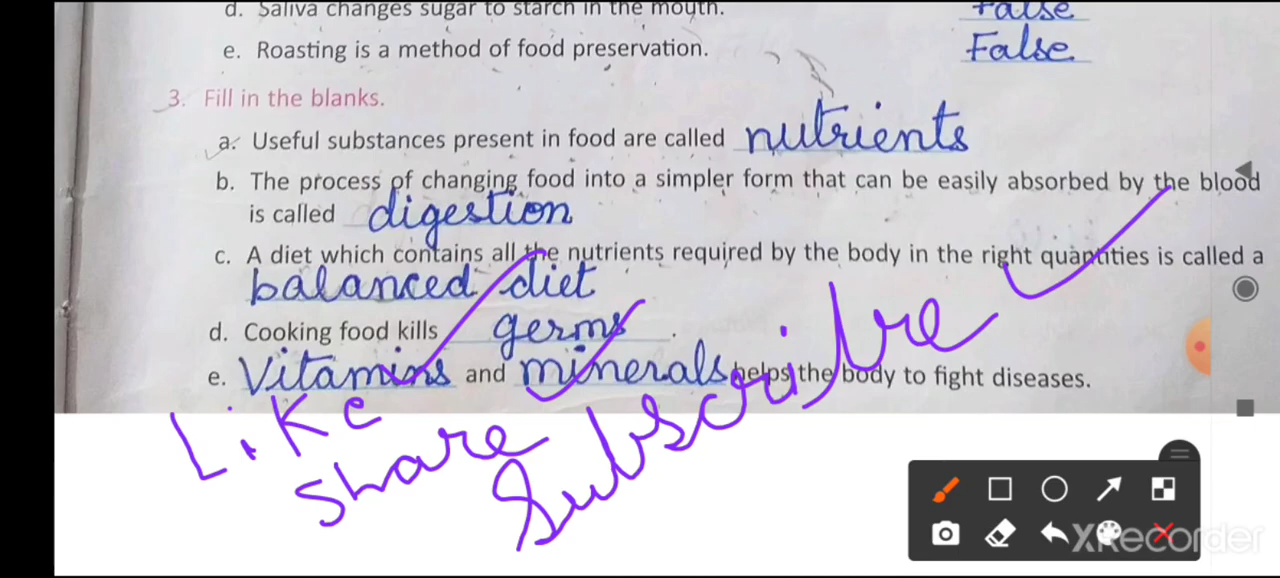 d. Saliva changes sugar to starch in the mouth. False
e. Roasting is a method of food preservation. False
3. Fill in the blanks.
a. Useful substances present in food are called nutrients
b. The process of changing food into a simpler form that can be easily absorbed by the blood
is called digestion
c. A diet which contains all the nutrients required by the body in the right quantities is called a
balanced diet
d. Cooking food kills germs.
e. Vitamins and minerals helps the body to fight diseases.
Like
Share
Subscribe
XRecorder